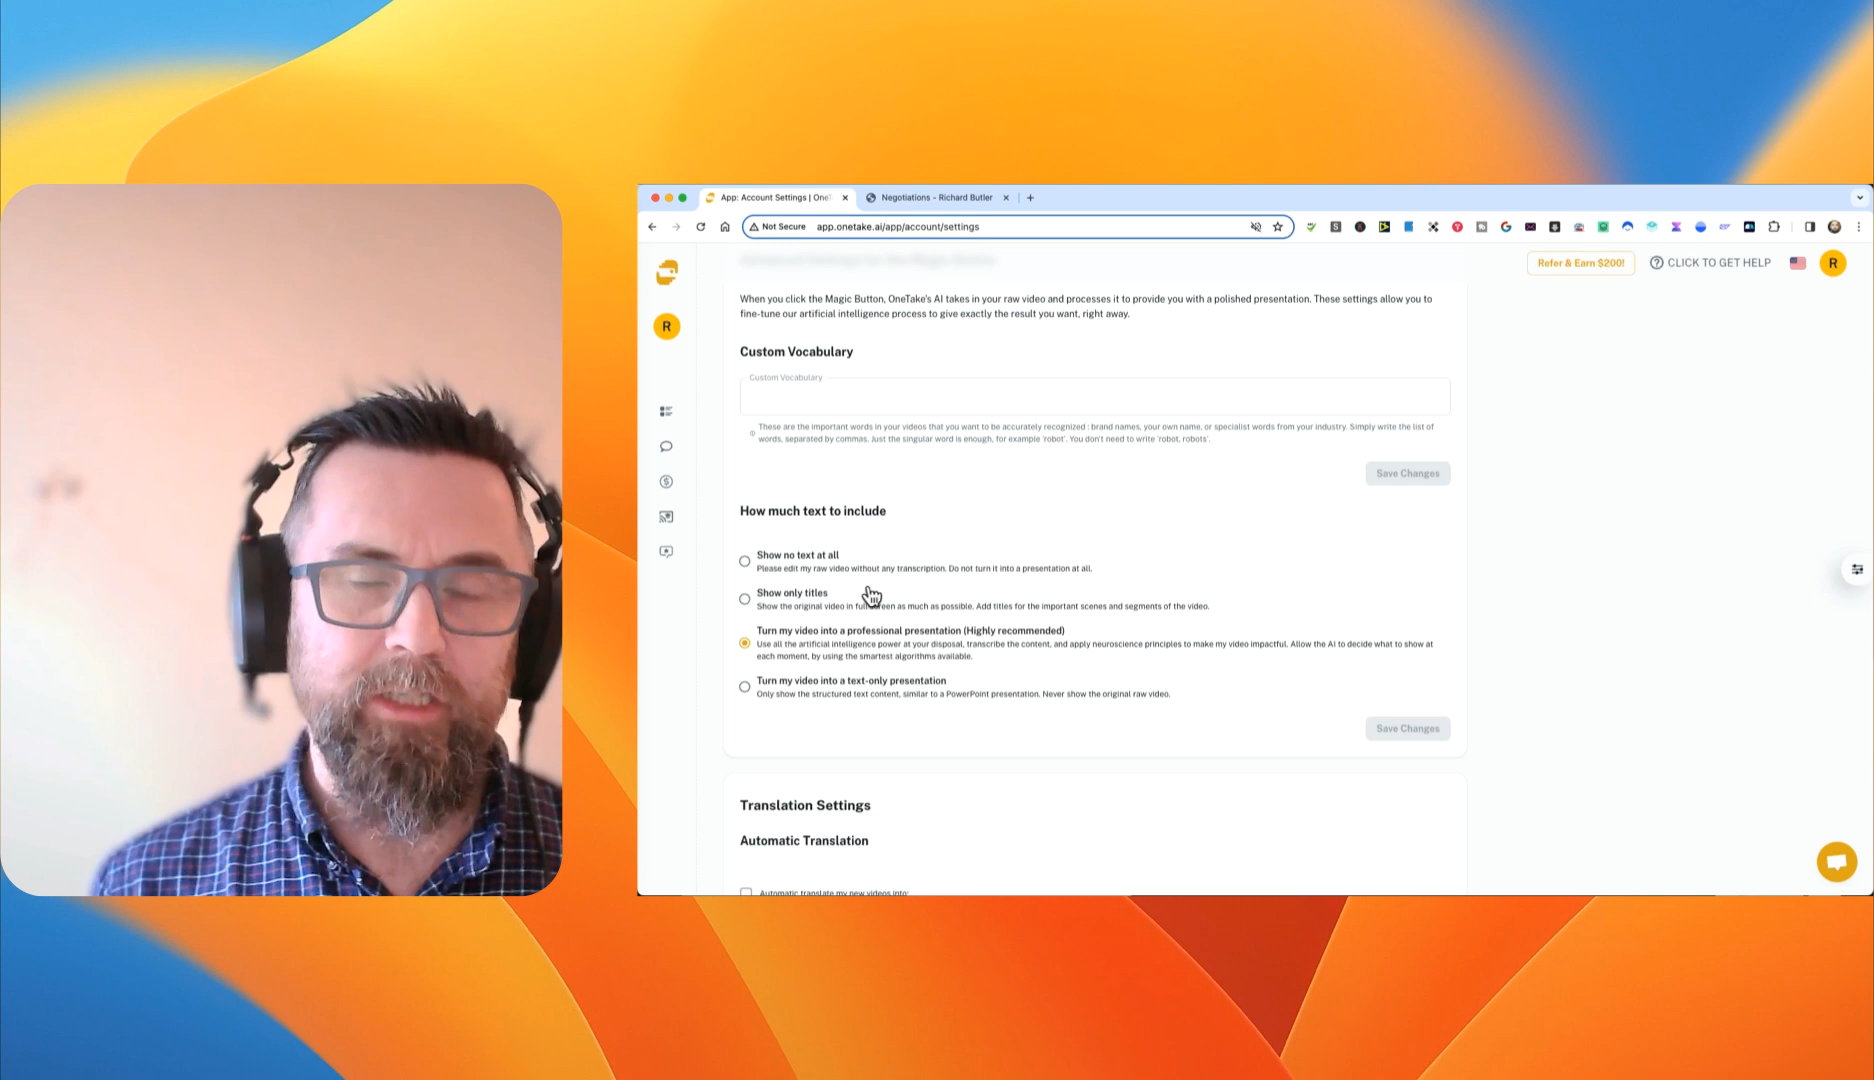 App: Account Settings | One
Negotiations - Richard Butler
Not Secure
app.onetake.ai/app/account/settings
Refer & Earn $200!
CLICK TO GET HELP
R
R
When you click the Magic Button, OneTake's AI takes in your raw video and processes it to provide you with a polished presentation. These settings allow you to
fine-tune our artificial intelligence process to give exactly the result you want, right away.
Custom Vocabulary
Custom Vocabulary
These are the important words in your videos that you want to be accurately recognized : brand names, your own name, or specialist words from your industry. Simply write the list of
words, separated by commas. Just the singular word is enough, for example 'robot'. You don't need to write 'robot, robots'.
Save Changes
How much text to include
Show no text at all
Please edit my raw video without any transcription. Do not turn it into a presentation at all.
Show only titles
Show the original video in as much as possible. Add titles for the important scenes and segments of the video.
Turn my video into a professional presentation (Highly recommended)
Use all the artificial intelligence power at your disposal, transcribe the content, and apply neuroscience principles to make my video impactful. Allow the AI to decide what to show at
each moment, by using the smartest algorithms available.
Turn my video into a text-only presentation
Only show the structured text content, similar to a PowerPoint presentation. Never show the original raw video.
Save Changes
Translation Settings
Automatic Translation
Automatic translate my new videos into: